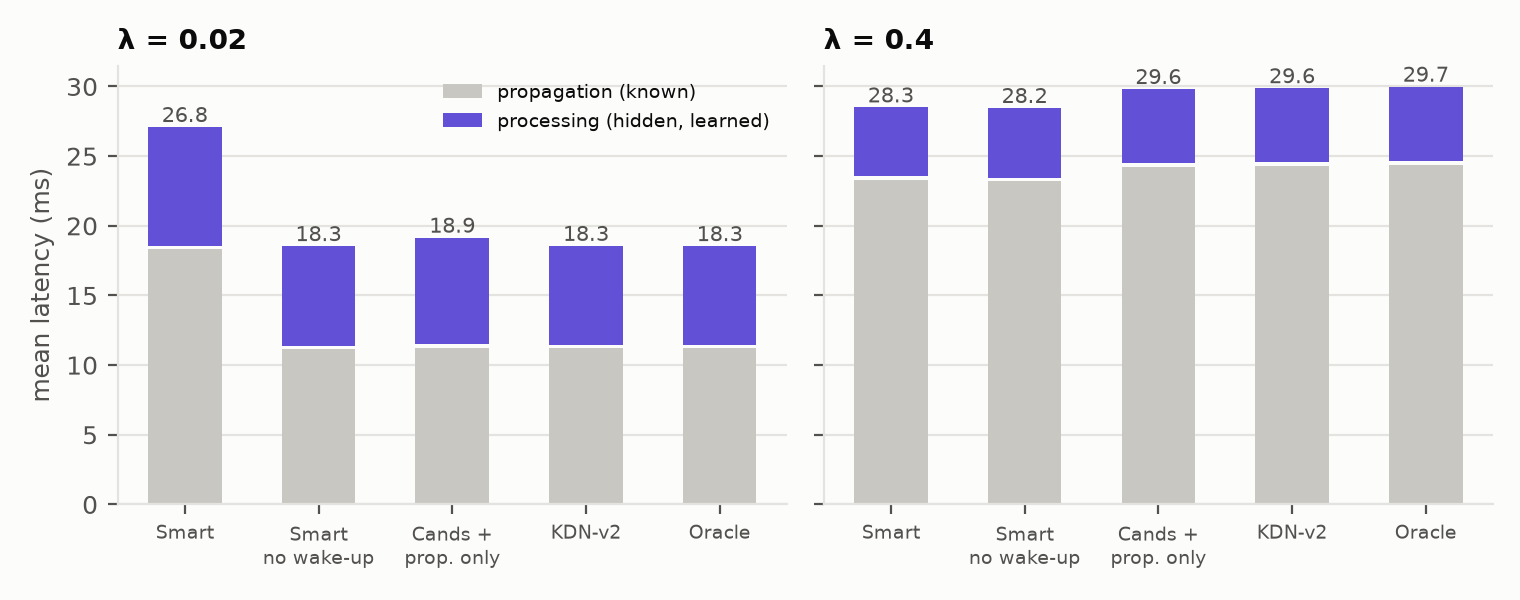 λ = 0.02
mean latency (ms)
30
25
20
15
10
5
0
propagation (known)
processing (hidden, learned)
26.8
18.3
18.9
18.3
18.3
Smart
Smart
no wake-up
Cands +
prop. only
KDN-v2
Oracle
λ = 0.4
28.3
28.2
29.6
29.6
29.7
Smart
Smart
no wake-up
Cands +
prop. only
KDN-v2
Oracle